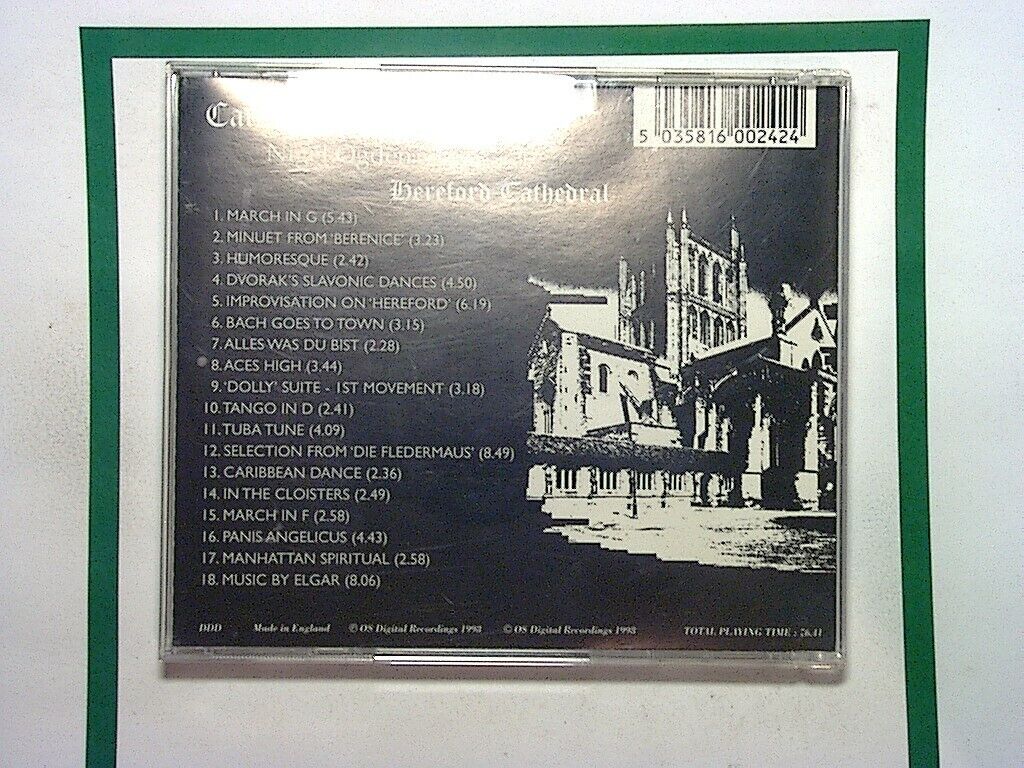 5 035816 002424
Hereford Cathedral
1. MARCH IN G (5.43)
2. MINUET FROM 'BERENICE' (3.23)
3. HUMORESQUE (2.42)
4. DVORAK'S SLAVONIC DANCES (4.50)
5. IMPROVISATION ON 'HEREFORD' (6.19)
6. BACH GOES TO TOWN (3.15)
7. ALLES WAS DU BIST (2.28)
8. ACES HIGH (3.44)
9. 'DOLLY' SUITE - 1ST MOVEMENT (3.18)
10. TANGO IN D (2.41)
11. TUBA TUNE (4.09)
12. SELECTION FROM 'DIE FLEDERMAUS' (8.49)
13. CARIBBEAN DANCE (2.36)
14. IN THE CLOISTERS (2.49)
15. MARCH IN F (2.58)
16. PANIS ANGELICUS (4.43)
17. MANHATTAN SPIRITUAL (2.58)
18. MUSIC BY ELGAR (8.06)
DDD Made in England ℗ OS Digital Recordings 1998 © OS Digital Recordings 1998 TOTAL PLAYING TIME : 76.41